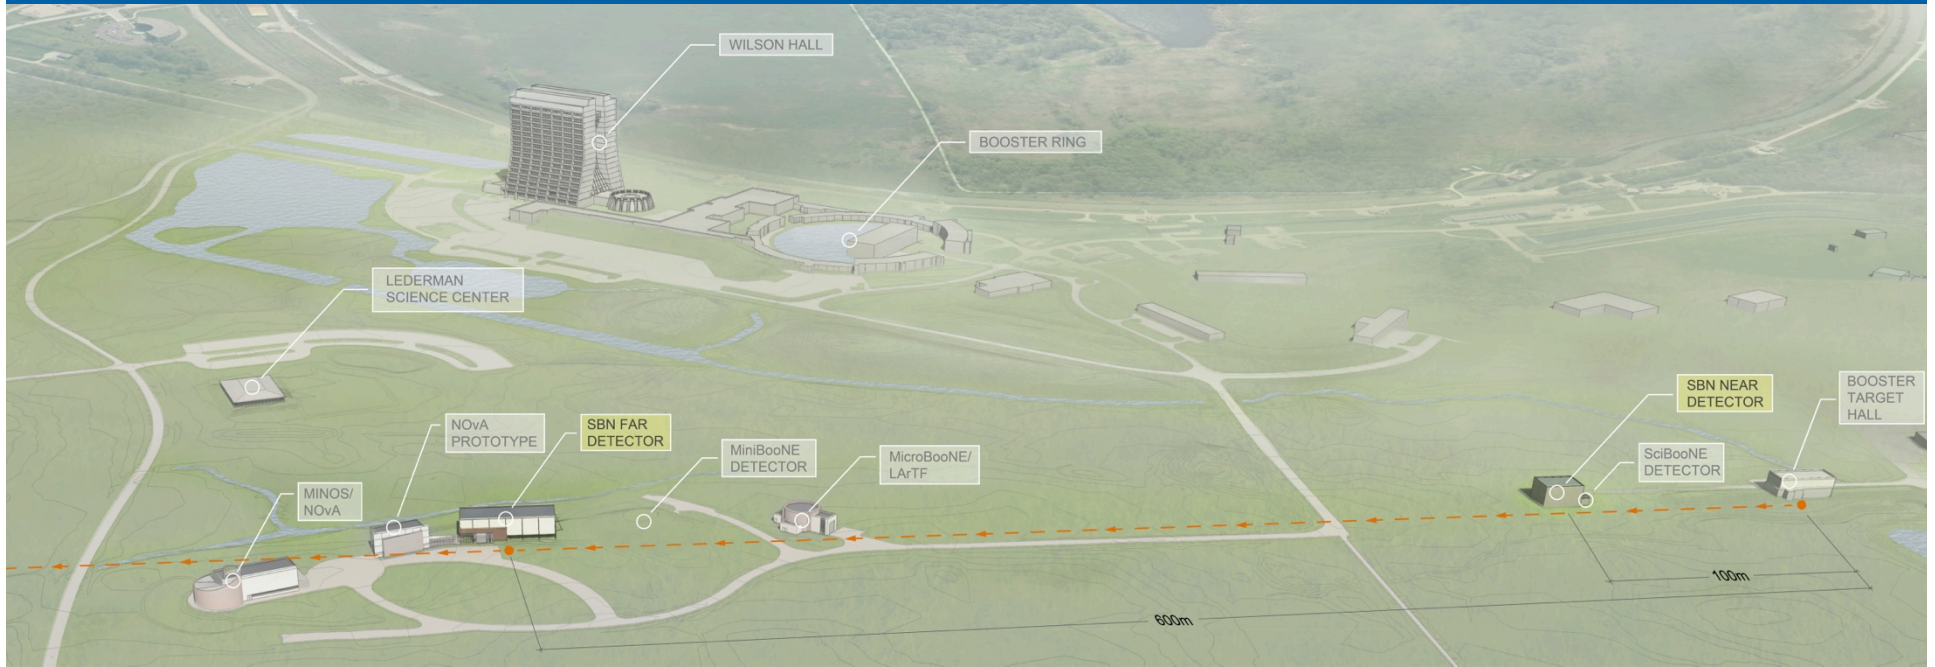 WILSON HALL
BOOSTER RING
LEDERMAN
SCIENCE CENTER
SBN NEAR
DETECTOR
BOOSTER
TARGET
HALL
NOvA
PROTOTYPE
SBN FAR
DETECTOR
MiniBooNE
DETECTOR
MicroBooNE/
LArTF
SciBooNE
DETECTOR
MINOS/
NOvA
100m
600m